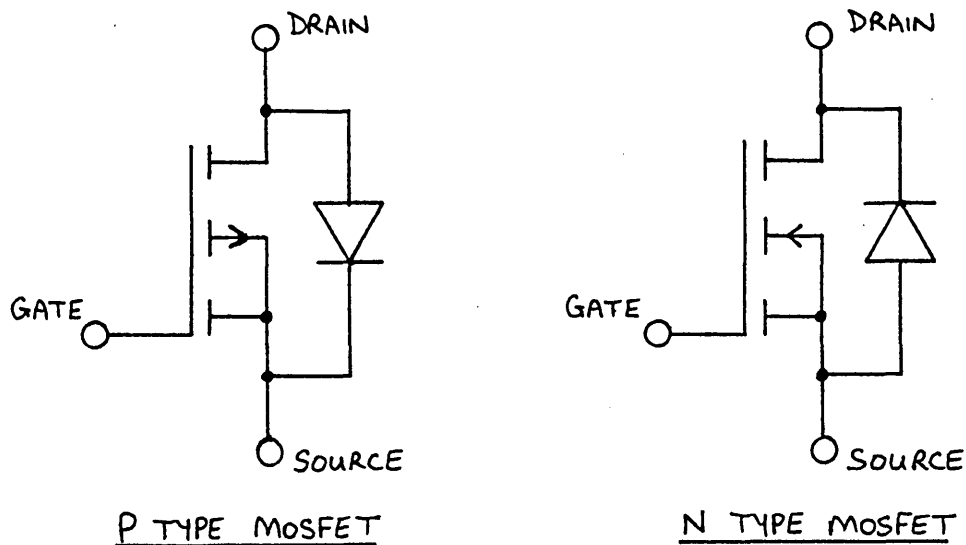 DRAIN
GATE
SOURCE
P TYPE MOSFET
DRAIN
GATE
SOURCE
N TYPE MOSFET